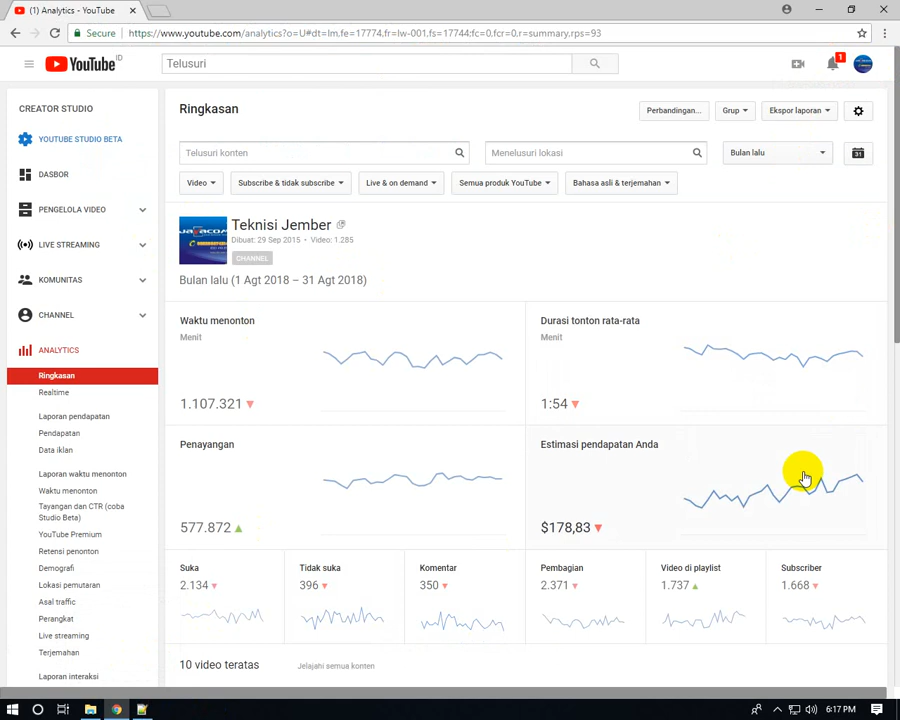 (1) Analytics - YouTube
Secure https://www.youtube.com/analytics?o=U#dt=lm,fe=17774,fr=lw-001,fs=17744;fc=0,fcr=0,r=summary,rps=93
YouTube ID
Telusuri
1
CREATOR STUDIO
YOUTUBE STUDIO BETA
DASBOR
PENGELOLA VIDEO
LIVE STREAMING
KOMUNITAS
CHANNEL
ANALYTICS
Ringkasan
Realtime
Laporan pendapatan
Pendapatan
Data iklan
Laporan waktu menonton
Waktu menonton
Tayangan dan CTR (coba
Studio Beta)
YouTube Premium
Retensi penonton
Demografi
Lokasi pemutaran
Asal traffic
Perangkat
Live streaming
Terjemahan
Laporan interaksi
Ringkasan
Perbandingan... Grup Ekspor laporan
Telusuri konten Menelusuri lokasi Bulan lalu 31
Video Subscribe & tidak subscribe Live & on demand Semua produk YouTube Bahasa asli & terjemahan
Teknisi Jember
Dibuat: 29 Sep 2015 • Video: 1.285
CHANNEL
Bulan lalu (1 Agt 2018 – 31 Agt 2018)
Waktu menonton
Menit
1.107.321
Durasi tonton rata-rata
Menit
1:54
Penayangan
577.872
Estimasi pendapatan Anda
$178,83
Suka
2.134
Tidak suka
396
Komentar
350
Pembagian
2.371
Video di playlist
1.737
Subscriber
1.668
10 video teratas Jelajahi semua konten
6:17 PM